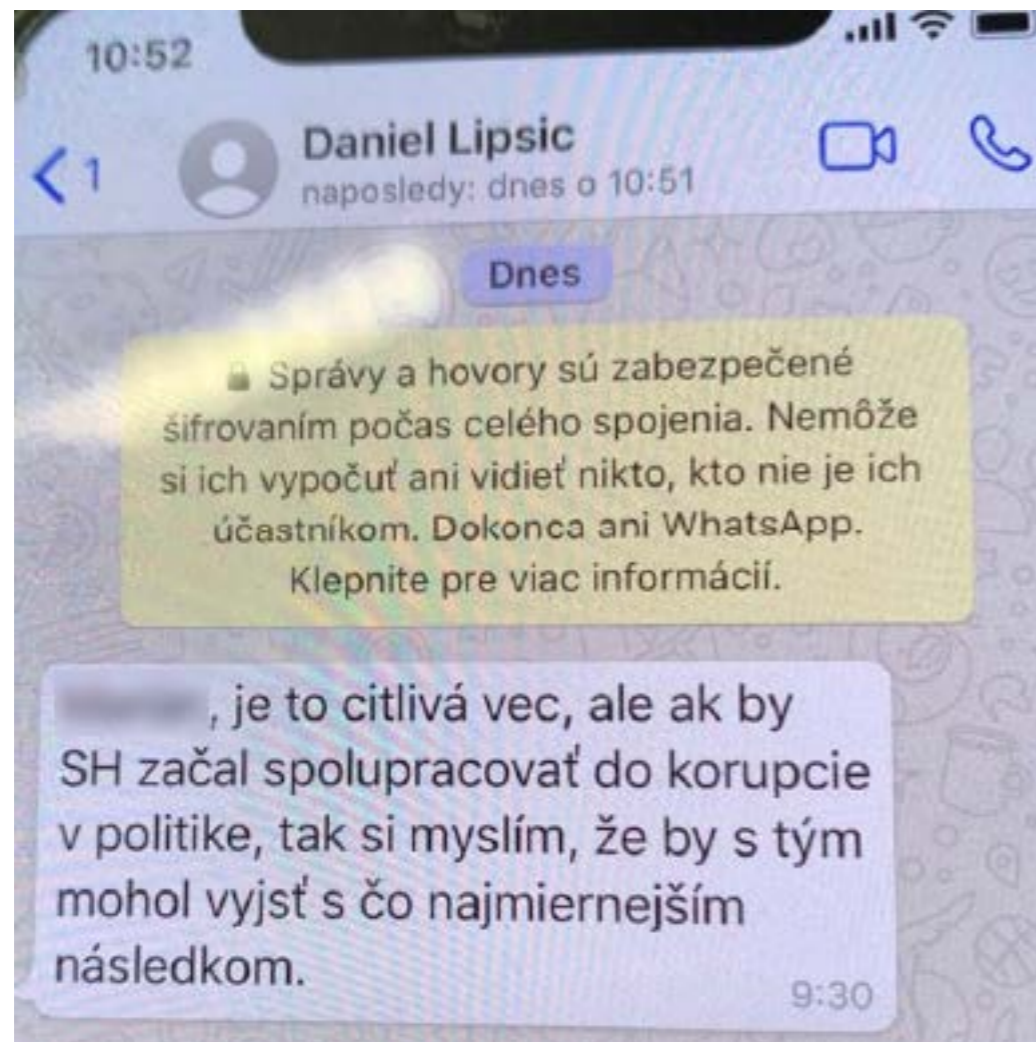 10:52
1
Daniel Lipsic
naposledy: dnes o 10:51
Dnes
Správy a hovory sú zabezpečené
šifrovaním počas celého spojenia. Nemôže
si ich vypočuť ani vidieť nikto, kto nie je ich
účastníkom. Dokonca ani WhatsApp.
Klepnite pre viac informácií.
, je to citlivá vec, ale ak by
SH začal spolupracovať do korupcie
v politike, tak si myslím, že by s tým
mohol vyjsť s čo najmiernejším
následkom.
9:30